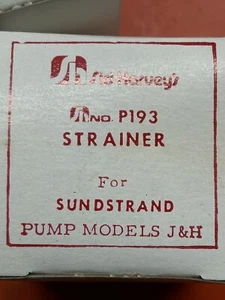 Sid Harvey's
NO. P193
STRAINER
For
SUNDSTRAND
PUMP MODELS J&H